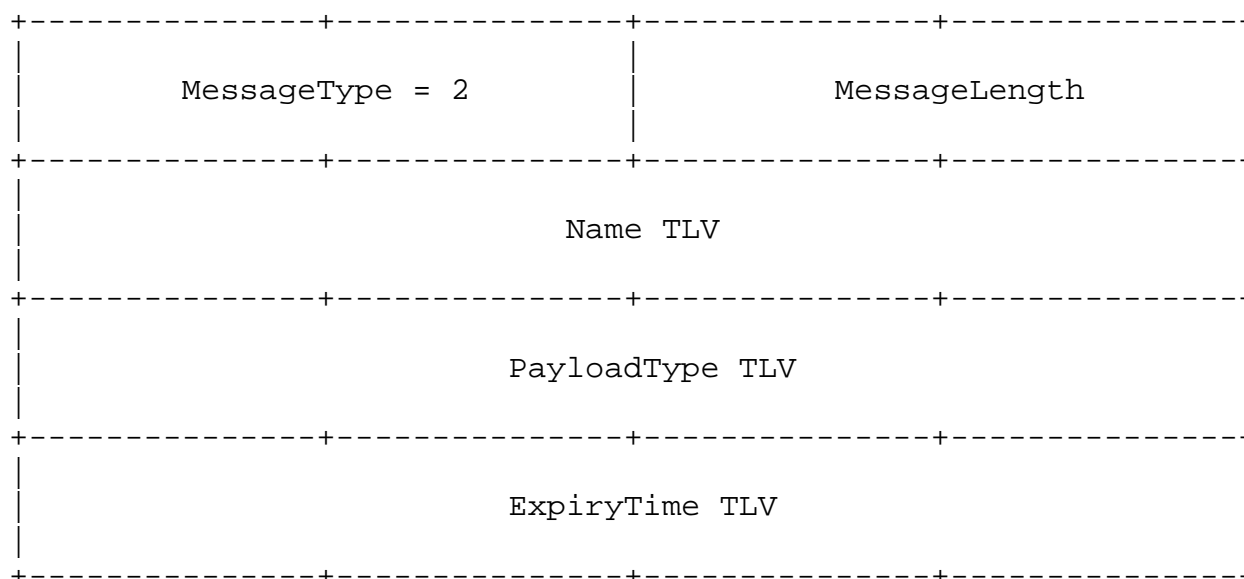 MessageType = 2 MessageLength
Name TLV
PayloadType TLV
ExpiryTime TLV